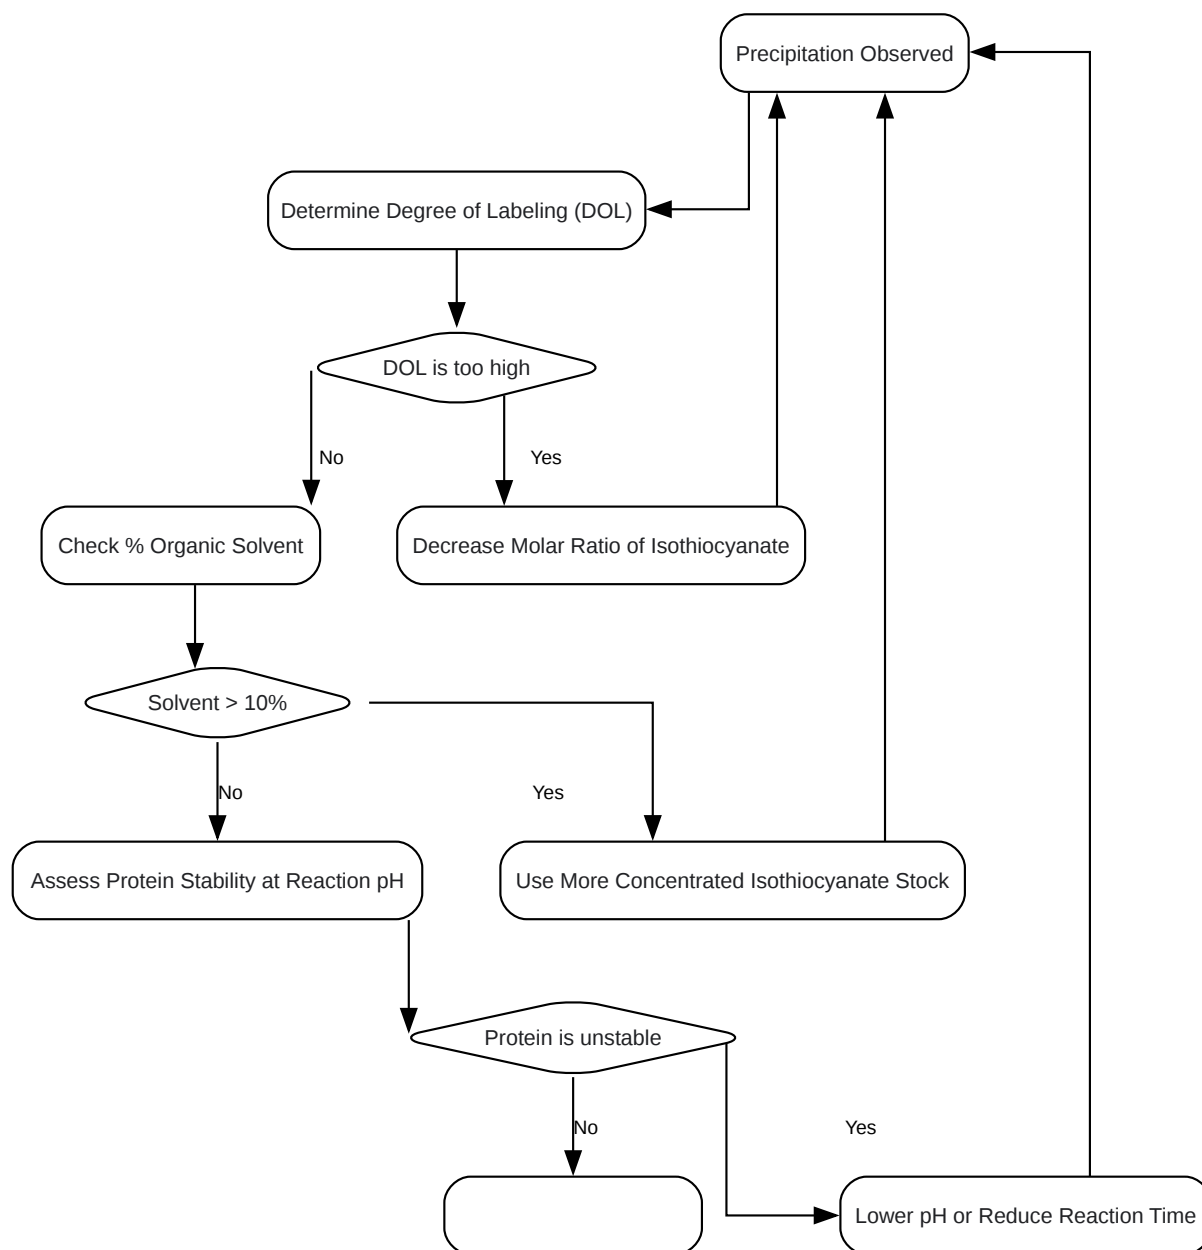 Precipitation Observed
Determine Degree of Labeling (DOL)
DOL is too high
No
Yes
Check % Organic Solvent
Decrease Molar Ratio of Isothiocyanate
Solvent > 10%
No
Yes
Assess Protein Stability at Reaction pH
Use More Concentrated Isothiocyanate Stock
Protein is unstable
No
Yes
Lower pH or Reduce Reaction Time